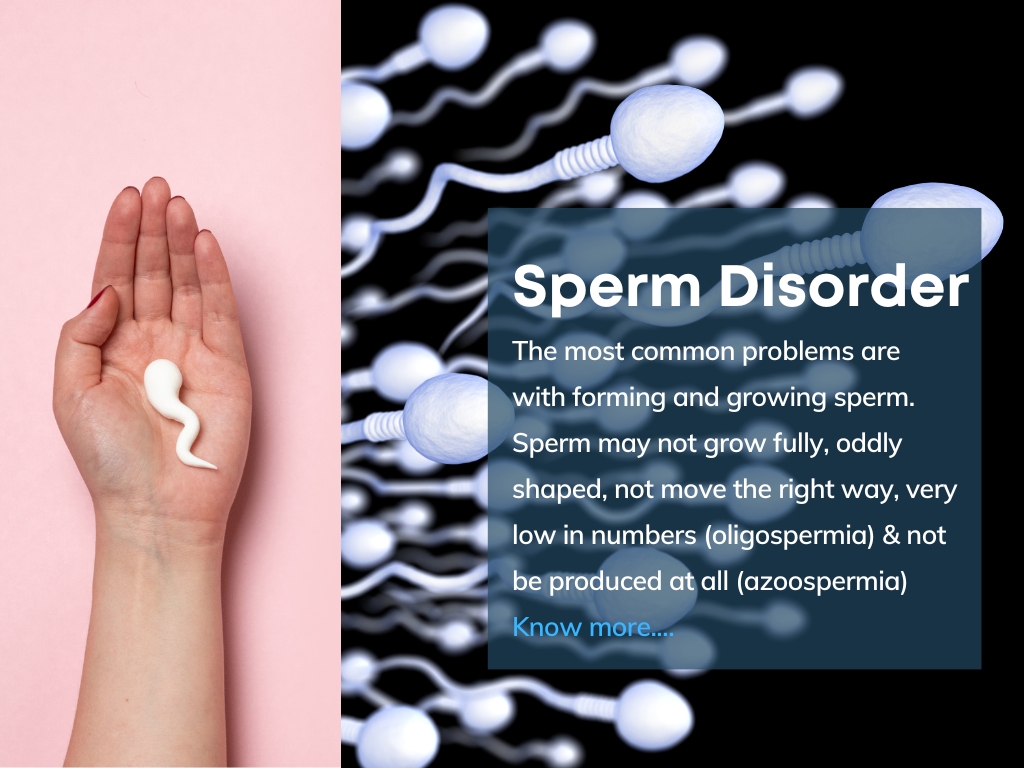 Sperm Disorder
The most common problems are
with forming and growing sperm.
Sperm may not grow fully, oddly
shaped, not move the right way, very
low in numbers (oligospermia) & not
be produced at all (azoospermia)
Know more....